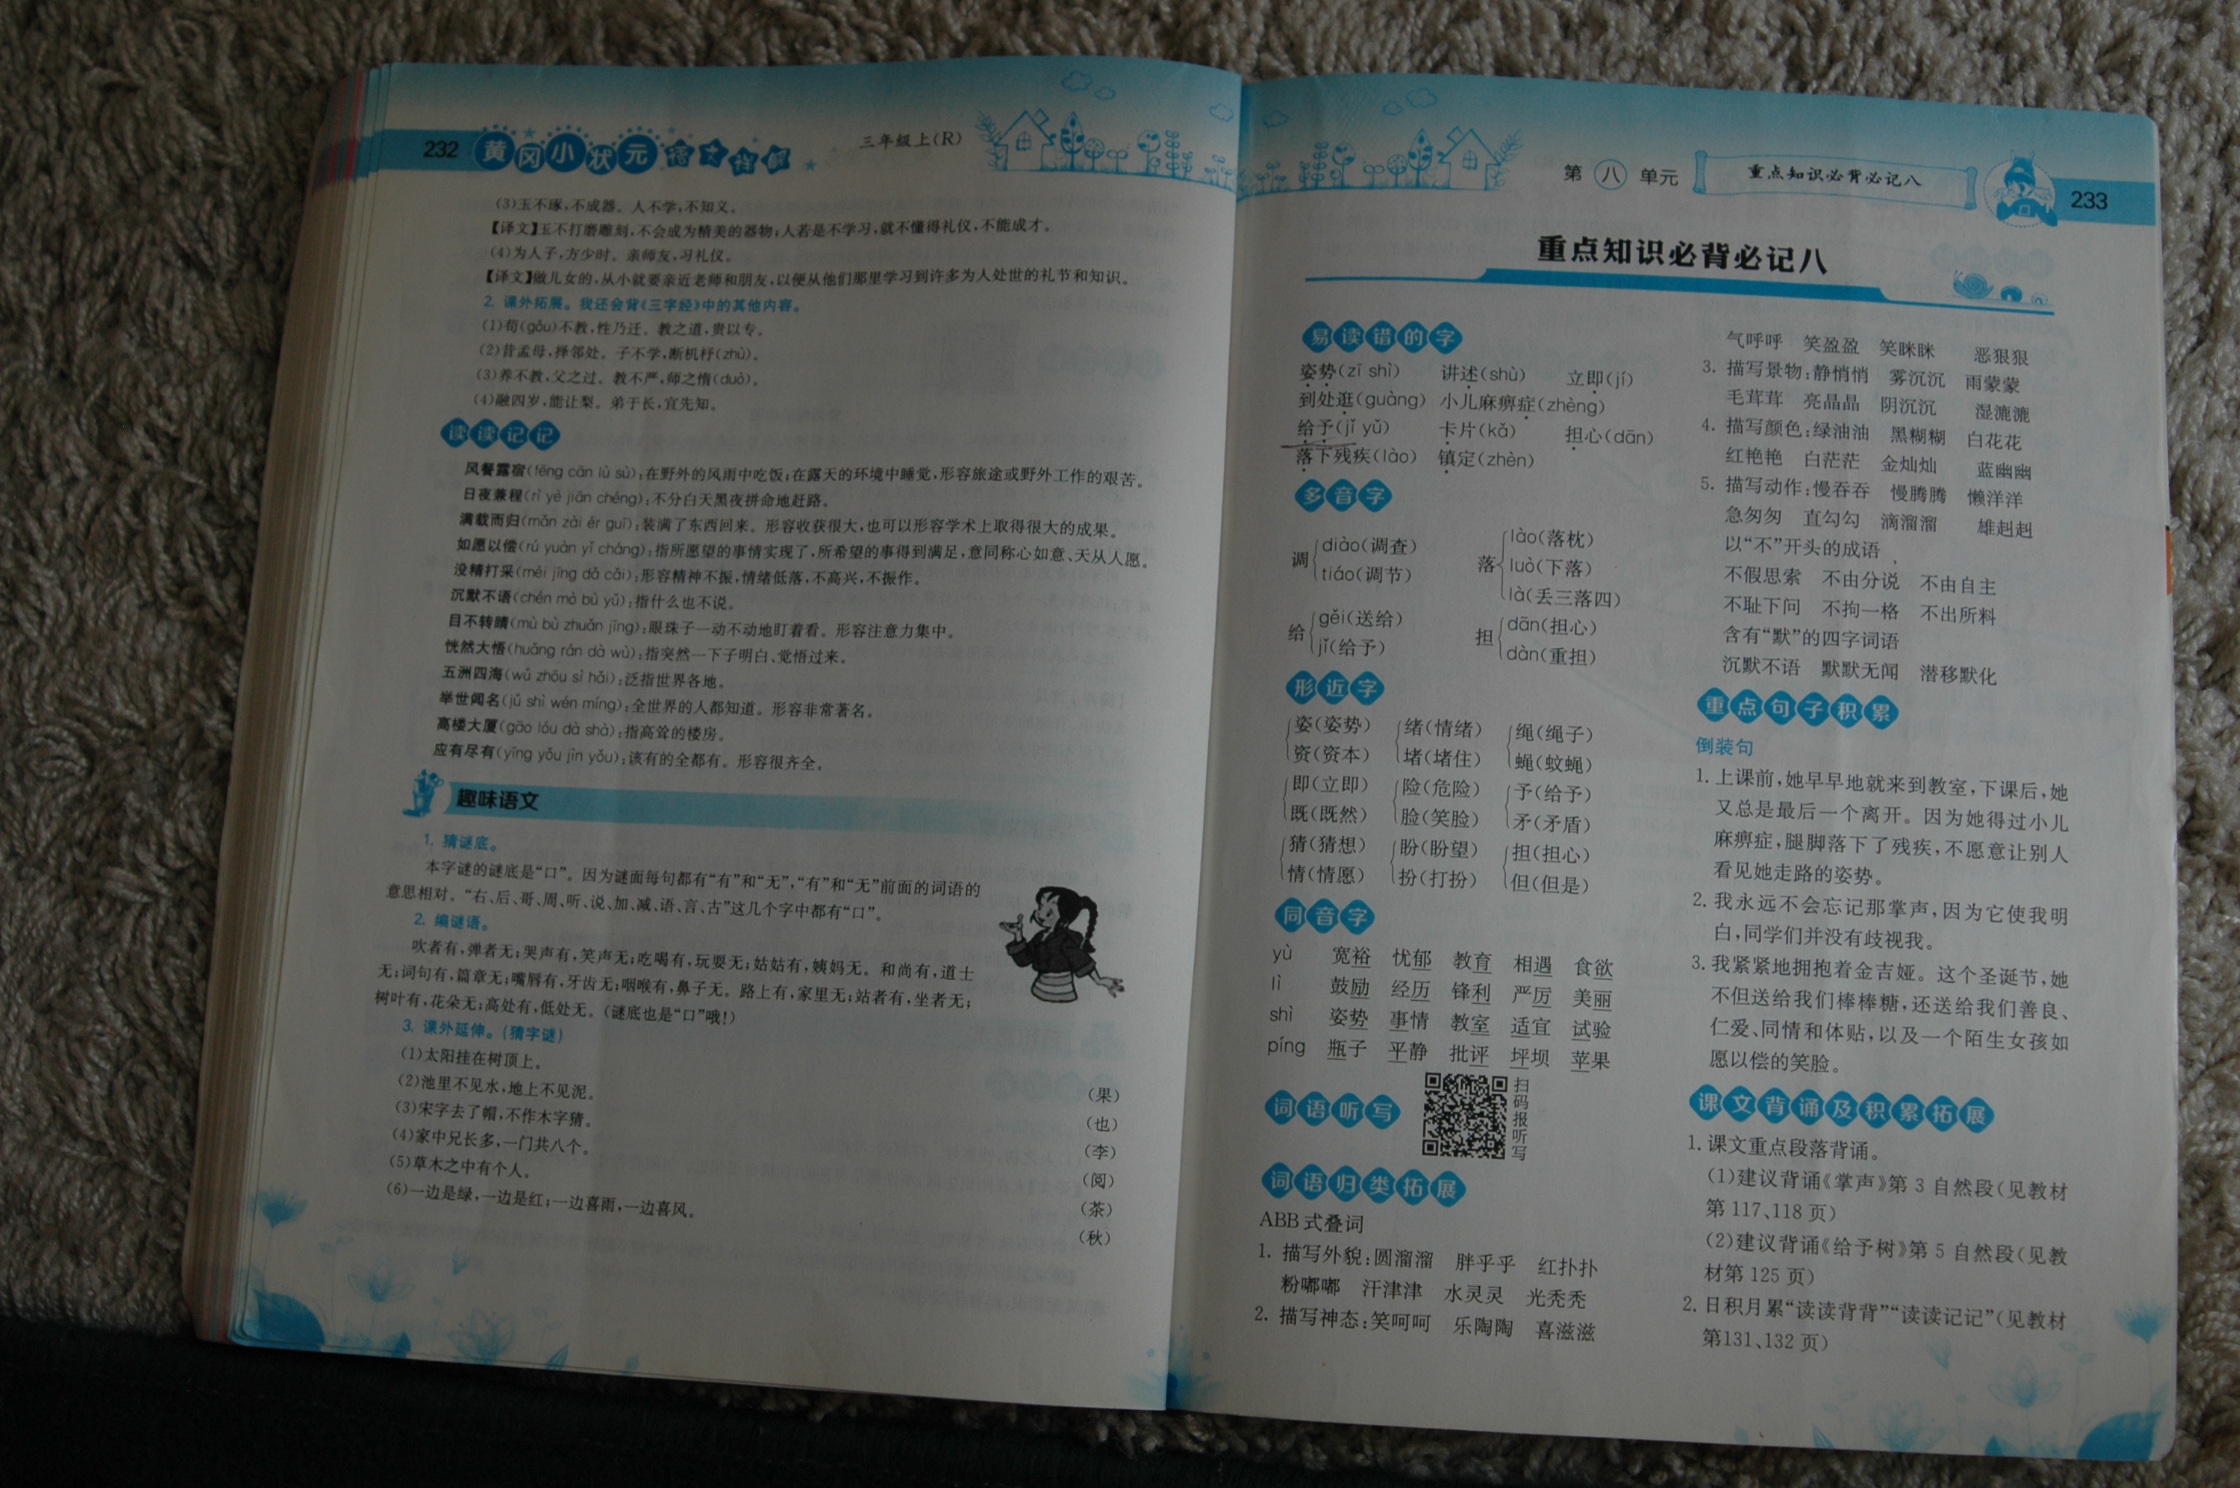 232 黄冈小状元语文详解 三年级上(R)
(3)玉不琢,不成器。人不学,不知义。
【译文】玉不打磨雕刻,不会成为精美的器物;人若是不学习,就不懂得礼仪,不能成才。
(4)为人子,方少时。亲师友,习礼仪。
【译文】做儿女的,从小就要亲近老师和朋友,以便从他们那里学习到许多为人处世的礼节和知识。
2. 课外拓展。我还会背《三字经》中的其他内容。
(1)苟(gǒu)不教,性乃迁。教之道,贵以专。
(2)昔孟母,择邻处。子不学,断机杼(zhù)。
(3)养不教,父之过。教不严,师之惰(duò)。
(4)融四岁,能让梨。弟于长,宜先知。
读读记记
风餐露宿(fēng cān lù sù):在野外的风雨中吃饭;在露天的环境中睡觉,形容旅途或野外工作的艰苦。
日夜兼程(rì yè jiān chéng):不分白天黑夜拼命地赶路。
满载而归(mǎn zài ér guī):装满了东西回来。形容收获很大,也可以形容学术上取得很大的成果。
如愿以偿(rú yuàn yǐ cháng):指所愿望的事情实现了,所希望的事得到满足,意同称心如意、天从人愿。
没精打采(méi jīng dǎ cǎi):形容精神不振,情绪低落,不高兴,不振作。
沉默不语(chén mò bù yǔ):指什么也不说。
目不转睛(mù bù zhuǎn jīng):眼珠子一动不动地盯着看。形容注意力集中。
恍然大悟(huǎng rán dà wù):指突然一下子明白、觉悟过来。
五洲四海(wǔ zhōu sì hǎi):泛指世界各地。
举世闻名(jǔ shì wén míng):全世界的人都知道。形容非常著名。
高楼大厦(gāo lóu dà shà):指高耸的楼房。
应有尽有(yīng yǒu jìn yǒu):该有的全都有。形容很齐全。
趣味语文
1. 猜谜底。
本字谜的谜底是“口”。因为谜面每句都有“有”和“无”,“有”和“无”前面的词语的
意思相对。“右、后、哥、周、听、说、加、减、语、言、古”这几个字中都有“口”。
2. 编谜语。
吹者有,弹者无;哭声有,笑声无;吃喝有,玩耍无;姑姑有,姨妈无。和尚有,道士
无;词句有,篇章无;嘴唇有,牙齿无;咽喉有,鼻子无。路上有,家里无;站者有,坐者无;
树叶有,花朵无;高处有,低处无。(谜底也是“口”哦!)
3. 课外延伸。(猜字谜)
(1)太阳挂在树顶上。 (果)
(2)池里不见水,地上不见泥。 (也)
(3)宋字去了帽,不作木字猜。 (李)
(4)家中兄长多,一门共八个。 (阅)
(5)草木之中有个人。 (茶)
(6)一边是绿,一边是红;一边喜雨,一边喜风。 (秋)
第八单元 重点知识必背必记八 233
重点知识必背必记八
易读错的字
姿势(zī shì) 讲述(shù) 立即(jí)
到处逛(guàng) 小儿麻痹症(zhèng)
给予(jǐ yǔ) 卡片(kǎ) 担心(dān)
落下残疾(lào) 镇定(zhèn)
多音字
调 diào(调查) tiáo(调节)
落 lào(落枕) luò(下落) là(丢三落四)
给 gěi(送给) jǐ(给予)
担 dān(担心) dàn(重担)
形近字
姿(姿势) 绪(情绪) 绳(绳子)
资(资本) 堵(堵住) 蝇(蚊蝇)
即(立即) 险(危险) 予(给予)
既(既然) 脸(笑脸) 矛(矛盾)
猜(猜想) 盼(盼望) 担(担心)
情(情愿) 扮(打扮) 但(但是)
同音字
yù 宽裕 忧郁 教育 相遇 食欲
lì 鼓励 经历 锋利 严厉 美丽
shì 姿势 事情 教室 适宜 试验
píng 瓶子 平静 批评 坪坝 苹果
词语听写 扫码报听写
词语归类拓展
ABB式叠词
1. 描写外貌:圆溜溜 胖乎乎 红扑扑
粉嘟嘟 汗津津 水灵灵 光秃秃
2. 描写神态:笑呵呵 乐陶陶 喜滋滋
气呼呼 笑盈盈 笑眯眯 恶狠狠
3. 描写景物:静悄悄 雾沉沉 雨蒙蒙
毛茸茸 亮晶晶 阴沉沉 湿漉漉
4. 描写颜色:绿油油 黑糊糊 白花花
红艳艳 白茫茫 金灿灿 蓝幽幽
5. 描写动作:慢吞吞 慢腾腾 懒洋洋
急匆匆 直勾勾 滴溜溜 雄赳赳
以“不”开头的成语
不假思索 不由分说 不由自主
不耻下问 不拘一格 不出所料
含有“默”的四字词语
沉默不语 默默无闻 潜移默化
重点句子积累
倒装句
1. 上课前,她早早地就来到教室,下课后,她
又总是最后一个离开。因为她得过小儿
麻痹症,腿脚落下了残疾,不愿意让别人
看见她走路的姿势。
2. 我永远不会忘记那掌声,因为它使我明
白,同学们并没有歧视我。
3. 我紧紧地拥抱着金吉娅。这个圣诞节,她
不但送给我们棒棒糖,还送给我们善良、
仁爱、同情和体贴,以及一个陌生女孩如
愿以偿的笑脸。
课文背诵及积累拓展
1. 课文重点段落背诵。
(1)建议背诵《掌声》第3自然段(见教材
第117、118页)
(2)建议背诵《给予树》第5自然段(见教
材第125页)
2. 日积月累“读读背背”“读读记记”(见教材
第131、132页)